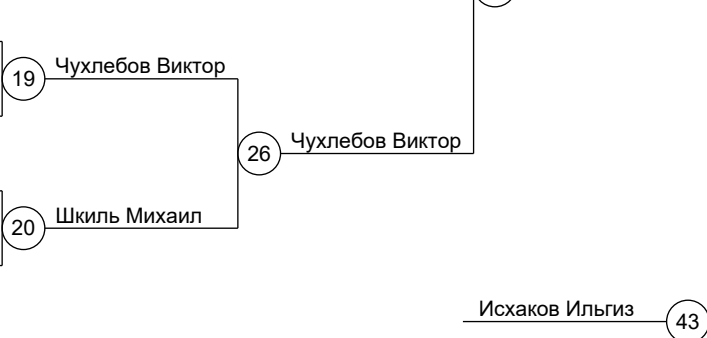 19 Чухлебов Виктор
26 Чухлебов Виктор
20 Шкиль Михаил
Исхаков Ильгиз 43